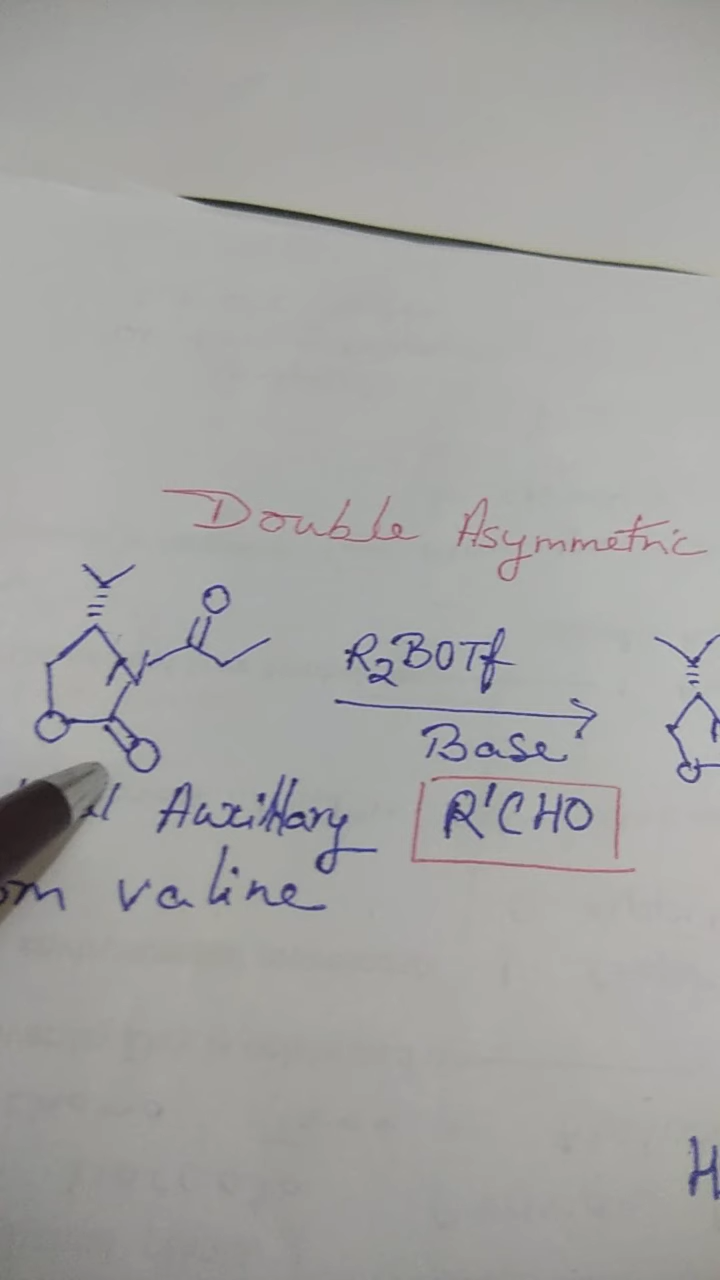 Double Asymmetric
O
N
R₂BOTf
O
O
Base
O
Auxillary
R'CHO
valine
H